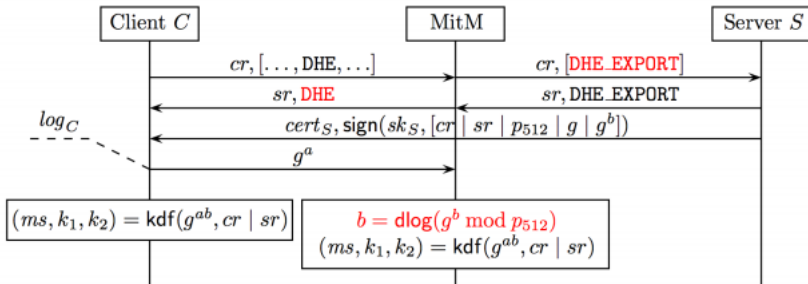 Client C MitM Server S
cr, [..., DHE, ...] cr, [DHE_EXPORT]
sr, DHE sr, DHE_EXPORT
log_C cert_S, sign(sk_S, [cr | sr | p_512 | g | g^b])
g^a
(ms, k_1, k_2) = kdf(g^{ab}, cr | sr) b = dlog(g^b mod p_512)
(ms, k_1, k_2) = kdf(g^{ab}, cr | sr)